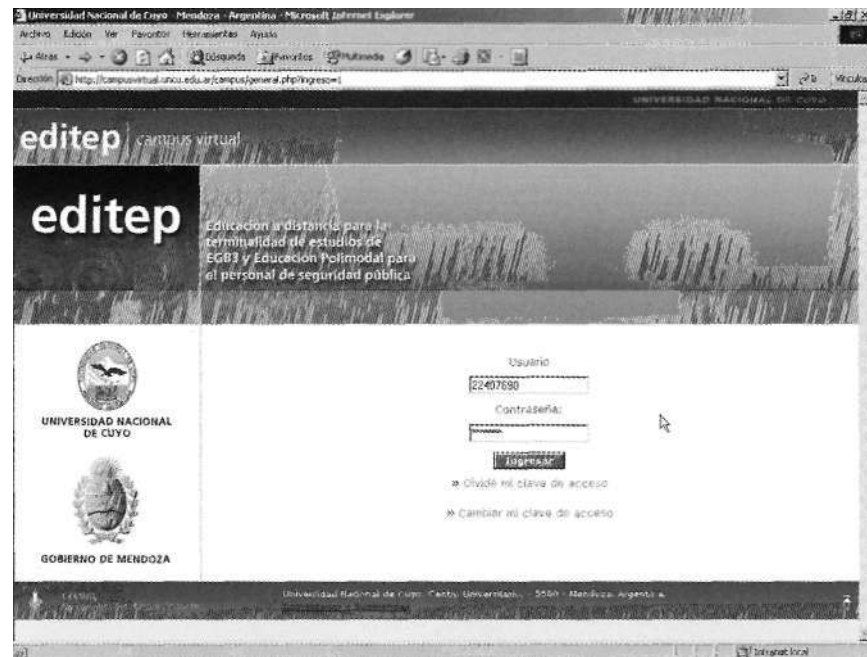 Universidad Nacional de Cuyo - Mendoza - Argentina - Microsoft Internet Explorer
Archivo Edición Ver Favoritos Herramientas Ayuda
Atrás Búsqueda Favoritos Multimedia
Dirección http://campusvirtual.uncu.edu.ar/campus/general.php?ingreso=1 Ir Vínculos
UNIVERSIDAD NACIONAL DE CUYO
editep campus virtual
editep
Educación a distancia para la
terminalidad de estudios de
EGB3 y Educación Polimodal para
el personal de seguridad pública
Usuario
22407690
Contraseña:
********
Ingresar
» Olvidé mi clave de acceso
» Cambiar mi clave de acceso
UNIVERSIDAD NACIONAL
DE CUYO
GOBIERNO DE MENDOZA
Universidad Nacional de Cuyo. Centro Universitario. - 5500 - Mendoza. Argentina.
Intranet local